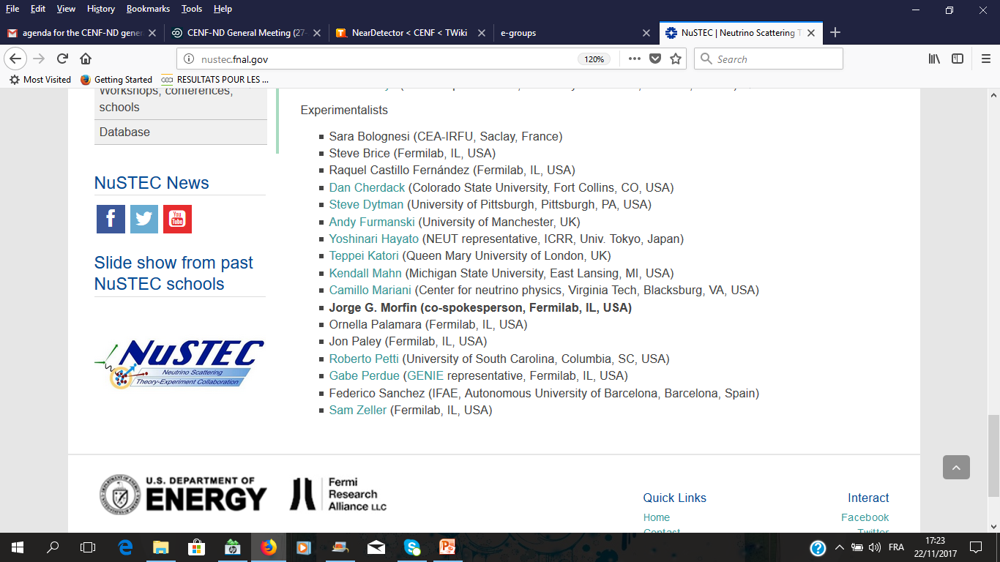 File Edit View History Bookmarks Tools Help
agenda for the CENF-ND gener
CENF-ND General Meeting (27-
NearDetector < CENF < TWiki
e-groups
NuSTEC | Neutrino Scattering T
nustec.fnal.gov
120%
Search
Most Visited
Getting Started
RESULTATS POUR LES ...
Workshops, conferences,
schools
Database
NuSTEC News
You Tube
Slide show from past
NuSTEC schools
NuSTEC
Neutrino Scattering
Theory-Experiment Collaboration
Experimentalists
Sara Bolognesi (CEA-IRFU, Saclay, France)
Steve Brice (Fermilab, IL, USA)
Raquel Castillo Fernández (Fermilab, IL, USA)
Dan Cherdack (Colorado State University, Fort Collins, CO, USA)
Steve Dytman (University of Pittsburgh, Pittsburgh, PA, USA)
Andy Furmanski (University of Manchester, UK)
Yoshinari Hayato (NEUT representative, ICRR, Univ. Tokyo, Japan)
Teppei Katori (Queen Mary University of London, UK)
Kendall Mahn (Michigan State University, East Lansing, MI, USA)
Camillo Mariani (Center for neutrino physics, Virginia Tech, Blacksburg, VA, USA)
Jorge G. Morfin (co-spokesperson, Fermilab, IL, USA)
Ornella Palamara (Fermilab, IL, USA)
Jon Paley (Fermilab, IL, USA)
Roberto Petti (University of South Carolina, Columbia, SC, USA)
Gabe Perdue (GENIE representative, Fermilab, IL, USA)
Federico Sanchez (IFAE, Autonomous University of Barcelona, Barcelona, Spain)
Sam Zeller (Fermilab, IL, USA)
U.S. DEPARTMENT OF
ENERGY
Fermi
Research
Alliance LLC
Quick Links
Home
Contact
Interact
Facebook
Twitter
FRA
17:23
22/11/2017